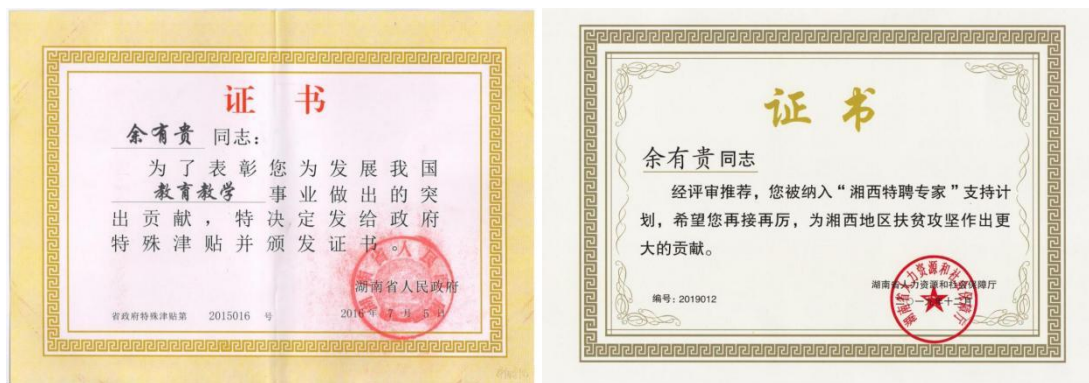 证 书
余有贵 同志：
为了表彰您为发展我国
教育教学 事业做出的突
出贡献，特决定发给政府
特殊津贴并颁发证书。
湖南省人民政府
2016年7月5日
省政府特殊津贴第 2015016 号
证 书
余有贵同志
经评审推荐，您被纳入“湘西特聘专家”支持计
划，希望您再接再厉，为湘西地区扶贫攻坚作出更
大的贡献。
湖南省人力资源和社会保障厅
编号：2019012